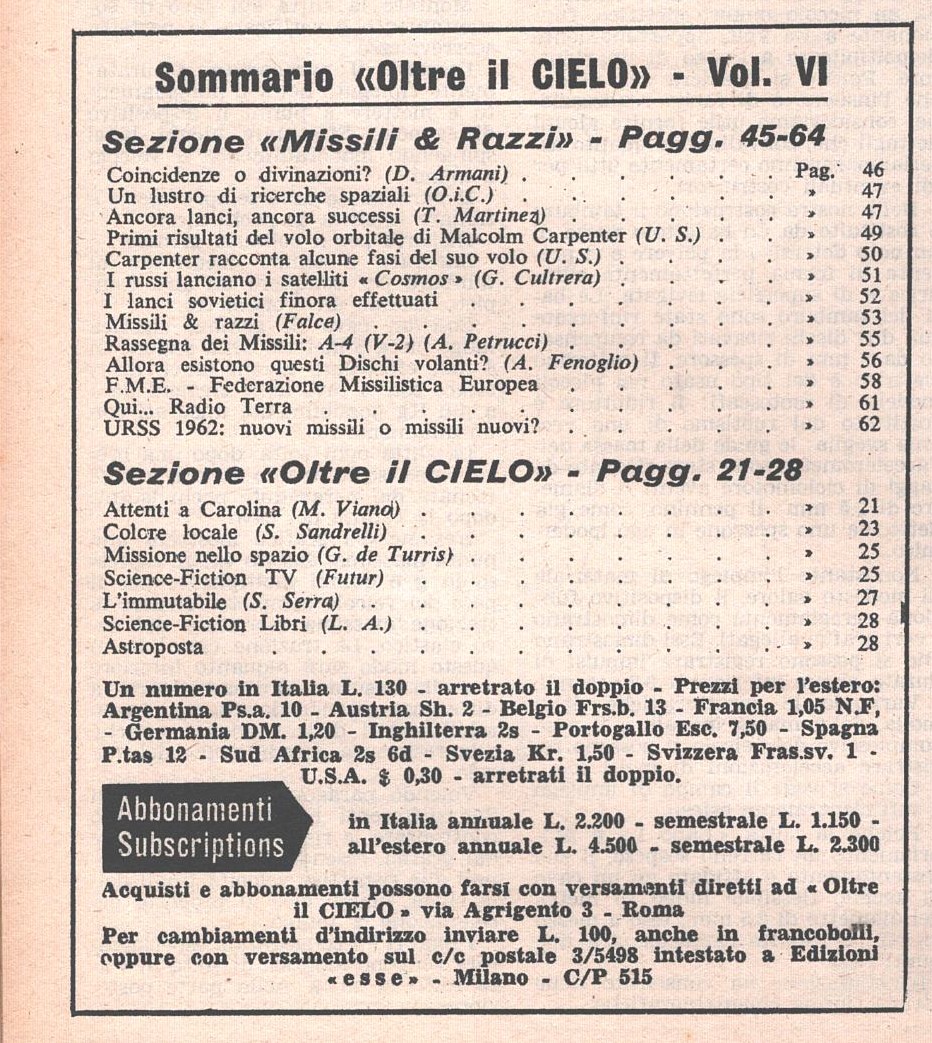 Sommario «Oltre il CIELO» - Vol. VI
Sezione «Missili & Razzi» - Pagg. 45-64
Coincidenze o divinazioni? (D. Armani) . . . . . . Pag. 46
Un lustro di ricerche spaziali (O.i.C.) . . . . . . » 47
Ancora lanci, ancora successi (T. Martinez) . . . . . » 47
Primi risultati del volo orbitale di Malcolm Carpenter (U. S.) . . » 49
Carpenter racconta alcune fasi del suo volo (U. S.) . . . . » 50
I russi lanciano i satelliti «Cosmos» (G. Cultrera) . . . . » 51
I lanci sovietici finora effettuati . . . . . . . » 52
Missili & razzi (Falce) . . . . . . . . . » 53
Rassegna dei Missili: A-4 (V-2) (A. Petrucci) . . . . . » 55
Allora esistono questi Dischi volanti? (A. Fenoglio) . . . » 56
F.M.E. - Federazione Missilistica Europea . . . . . » 58
Qui... Radio Terra . . . . . . . . . » 61
URSS 1962: nuovi missili o missili nuovi? . . . . . » 62
Sezione «Oltre il CIELO» - Pagg. 21-28
Attenti a Carolina (M. Viano) . . . . . . . » 21
Colore locale (S. Sandrelli) . . . . . . . . » 23
Missione nello spazio (G. de Turris) . . . . . . » 25
Science-Fiction TV (Futur) . . . . . . . . » 25
L'immutabile (S. Serra) . . . . . . . . . » 27
Science-Fiction Libri (L. A.) . . . . . . . . » 28
Astroposta . . . . . . . . . . . » 28
Un numero in Italia L. 130 - arretrato il doppio - Prezzi per l'estero:
Argentina Ps.a. 10 - Austria Sh. 2 - Belgio Frs.b. 13 - Francia 1,05 N.F,
- Germania DM. 1,20 - Inghilterra 2s - Portogallo Esc. 7,50 - Spagna
P.tas 12 - Sud Africa 2s 6d - Svezia Kr. 1,50 - Svizzera Fras.sv. 1 -
U.S.A. $ 0,30 - arretrati il doppio.
Abbonamenti
Subscriptions
in Italia annuale L. 2.200 - semestrale L. 1.150 -
all'estero annuale L. 4.500 - semestrale L. 2.300
Acquisti e abbonamenti possono farsi con versamenti diretti ad «Oltre
il CIELO» via Agrigento 3 - Roma
Per cambiamenti d'indirizzo inviare L. 100, anche in francobolli,
oppure con versamento sul c/c postale 3/5498 intestato a Edizioni
«esse» - Milano - C/P 515